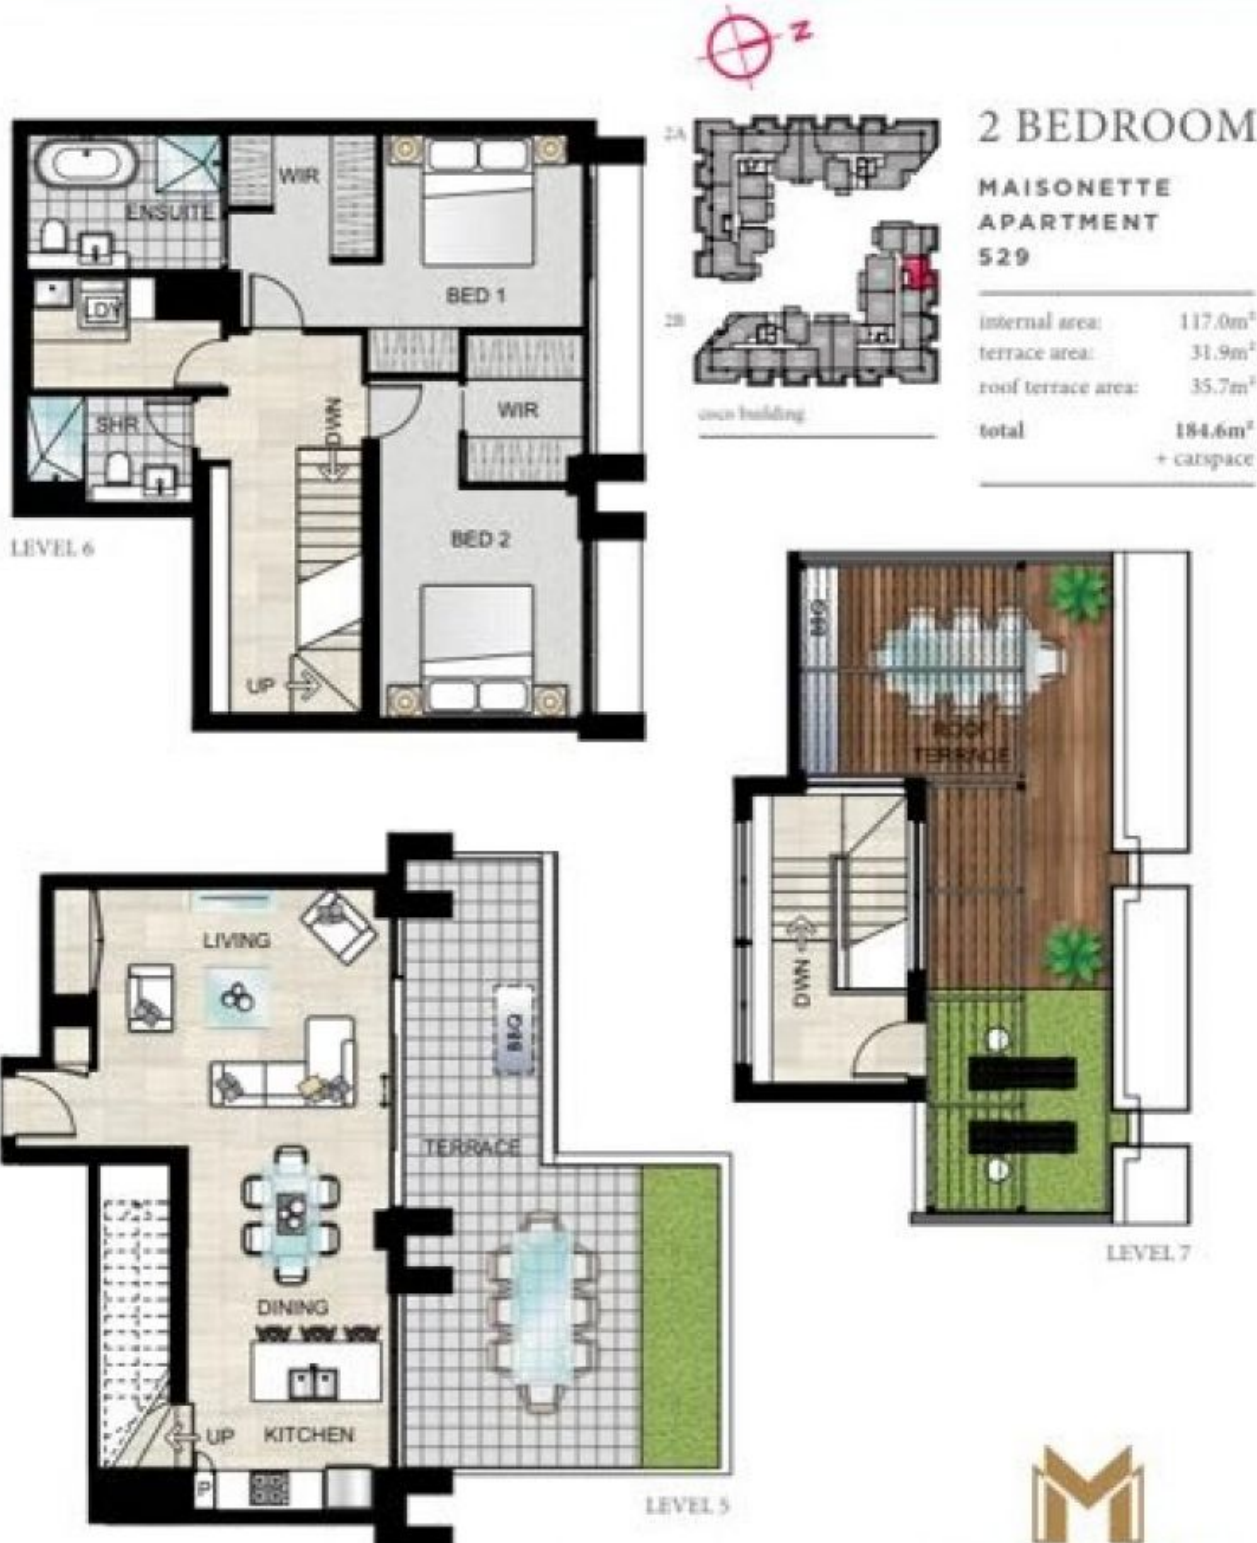 N
2A
2B
coco building
2 BEDROOM
MAISONETTE
APARTMENT
529
internal area: 117.0m²
terrace area: 31.9m²
roof terrace area: 35.7m²
total 184.6m²
+ carspace
ENSUITE
WIR
BED 1
DY
SHR
DWN
WIR
BED 2
UP
LEVEL 6
BBQ
ROOF
TERRACE
DWN
LEVEL 7
LIVING
BBQ
TERRACE
DINING
UP
KITCHEN
P
LEVEL 5